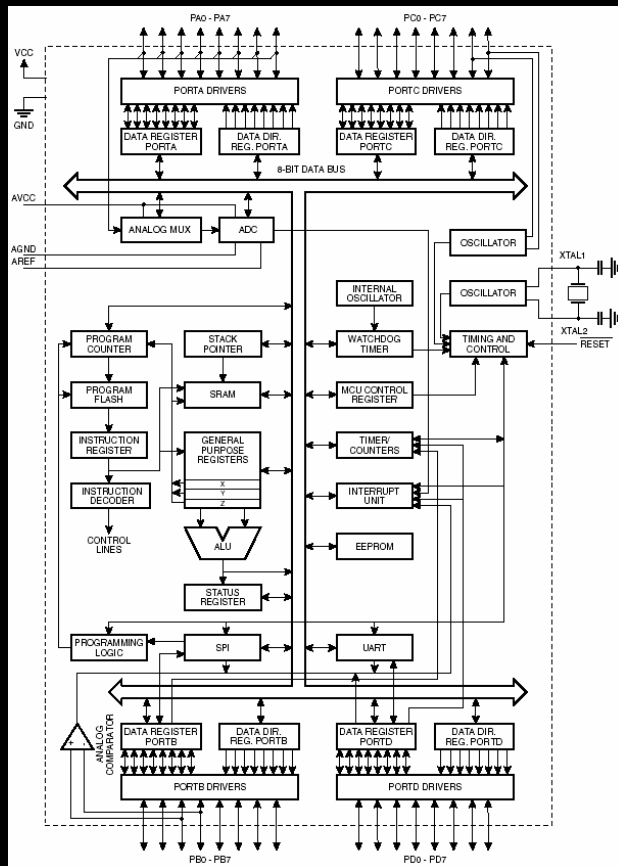 PA0 - PA7
PC0 - PC7
VCC
GND
PORTA DRIVERS
PORTC DRIVERS
DATA REGISTER
PORTA
DATA DIR.
REG. PORTA
DATA REGISTER
PORTC
DATA DIR.
REG. PORTC
8-BIT DATA BUS
AVCC
ANALOG MUX
ADC
AGND
AREF
OSCILLATOR
XTAL1
OSCILLATOR
XTAL2
RESET
INTERNAL
OSCILLATOR
PROGRAM
COUNTER
STACK
POINTER
WATCHDOG
TIMER
TIMING AND
CONTROL
PROGRAM
FLASH
SRAM
MCU CONTROL
REGISTER
INSTRUCTION
REGISTER
GENERAL
PURPOSE
REGISTERS
X
Y
Z
TIMER/
COUNTERS
INSTRUCTION
DECODER
INTERRUPT
UNIT
CONTROL
LINES
ALU
EEPROM
STATUS
REGISTER
PROGRAMMING
LOGIC
SPI
UART
ANALOG
COMPARATOR
+
-
DATA REGISTER
PORTB
DATA DIR.
REG. PORTB
DATA REGISTER
PORTD
DATA DIR.
REG. PORTD
PORTB DRIVERS
PORTD DRIVERS
PB0 - PB7
PD0 - PD7